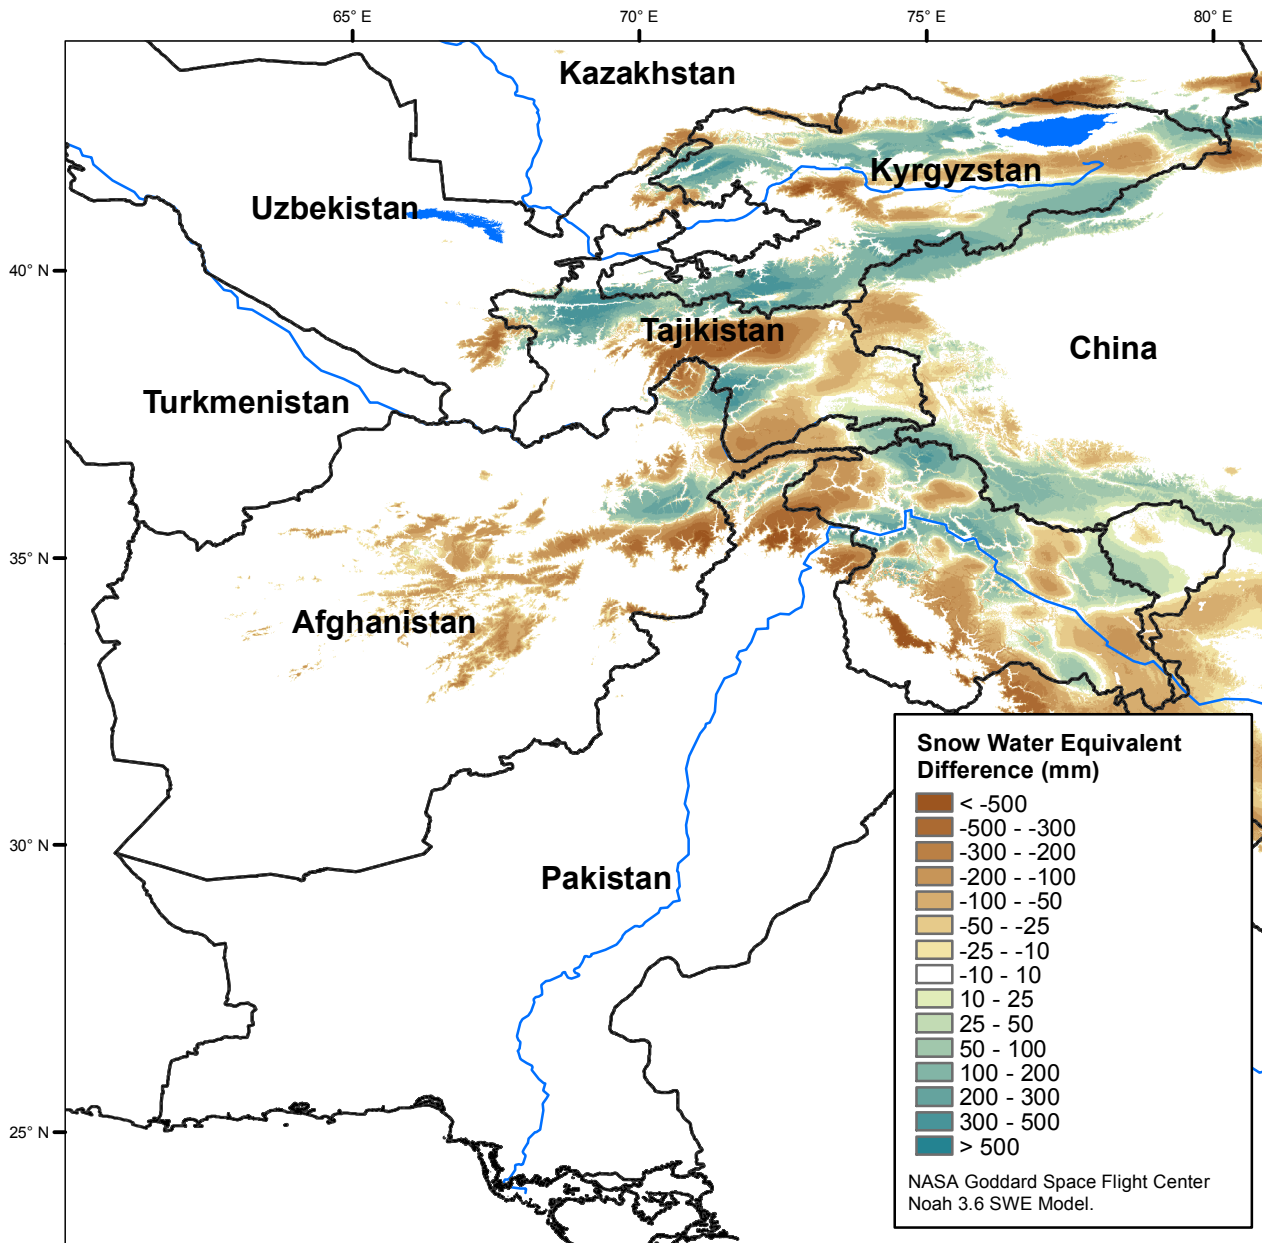 65° E
70° E
75° E
80° E
Kazakhstan
Kyrgyzstan
Uzbekistan
40° N
Tajikistan
China
Turkmenistan
35° N
Afghanistan
Snow Water Equivalent
Difference (mm)
< -500
-500 - -300
30° N
-300 - -200
Pakistan
-200 - -100
-100 - -50
-50 - -25
-25 - -10
-10 - 10
10 - 25
25 - 50
50 - 100
100 - 200
200 - 300
300 - 500
25° N
> 500
NASA Goddard Space Flight Center
Noah 3.6 SWE Model.